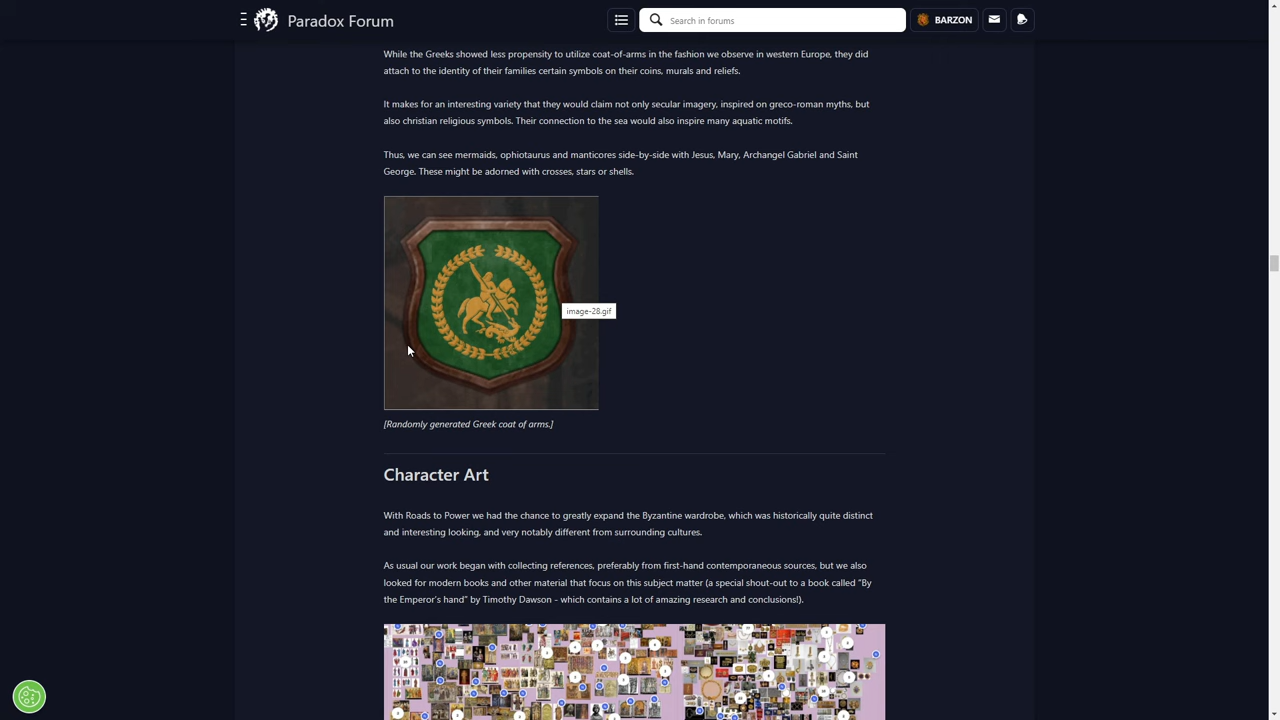 Paradox Forum
Search in forums
BARZON
While the Greeks showed less propensity to utilize coat-of-arms in the fashion we observe in western Europe, they did
attach to the identity of their families certain symbols on their coins, murals and reliefs.
It makes for an interesting variety that they would claim not only secular imagery, inspired on greco-roman myths, but
also christian religious symbols. Their connection to the sea would also inspire many aquatic motifs.
Thus, we can see mermaids, ophiotaurus and manticores side-by-side with Jesus, Mary, Archangel Gabriel and Saint
George. These might be adorned with crosses, stars or shells.
image-28.gif
[Randomly generated Greek coat of arms.]
Character Art
With Roads to Power we had the chance to greatly expand the Byzantine wardrobe, which was historically quite distinct
and interesting looking, and very notably different from surrounding cultures.
As usual our work began with collecting references, preferably from first-hand contemporaneous sources, but we also
looked for modern books and other material that focus on this subject matter (a special shout-out to a book called “By
the Emperor’s hand” by Timothy Dawson - which contains a lot of amazing research and conclusions!).